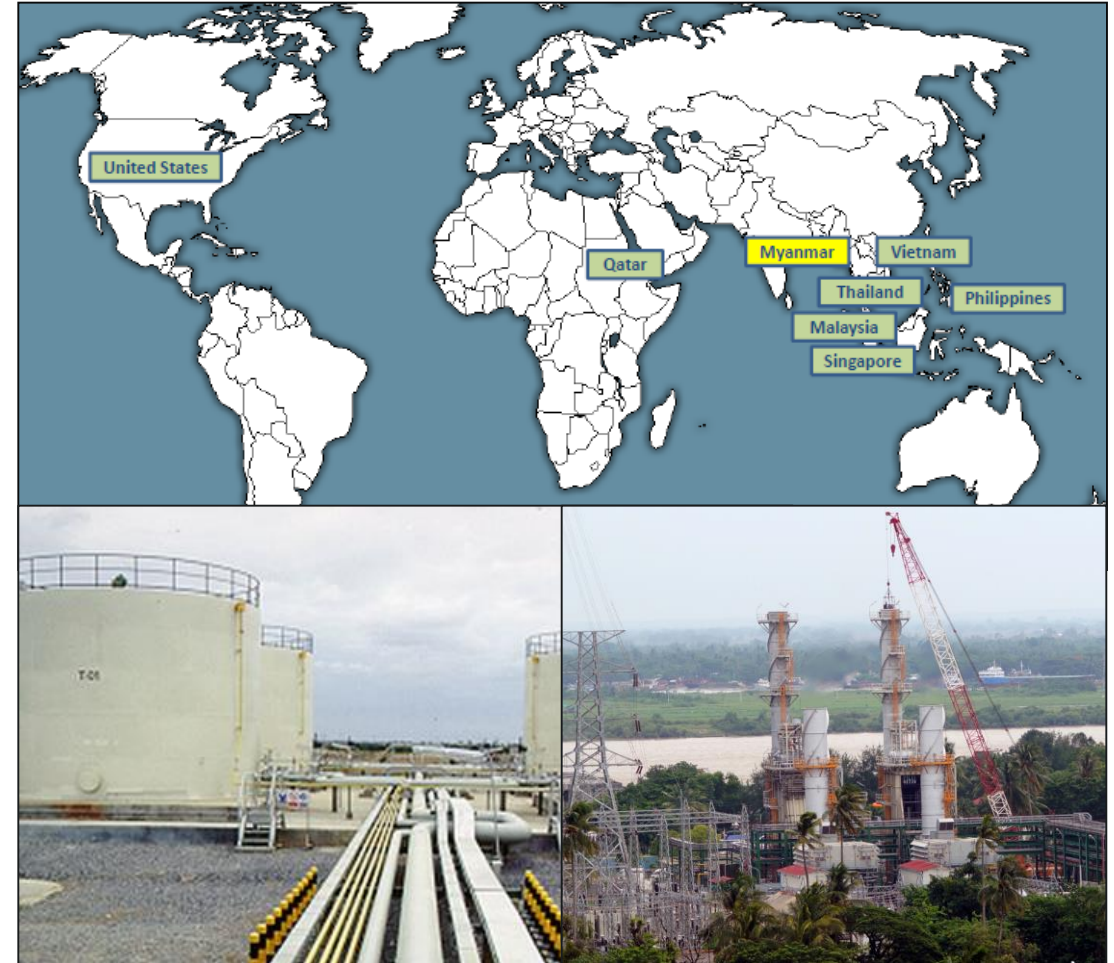 United States
Qatar
Myanmar
Vietnam
Thailand
Philippines
Malaysia
Singapore
T-01